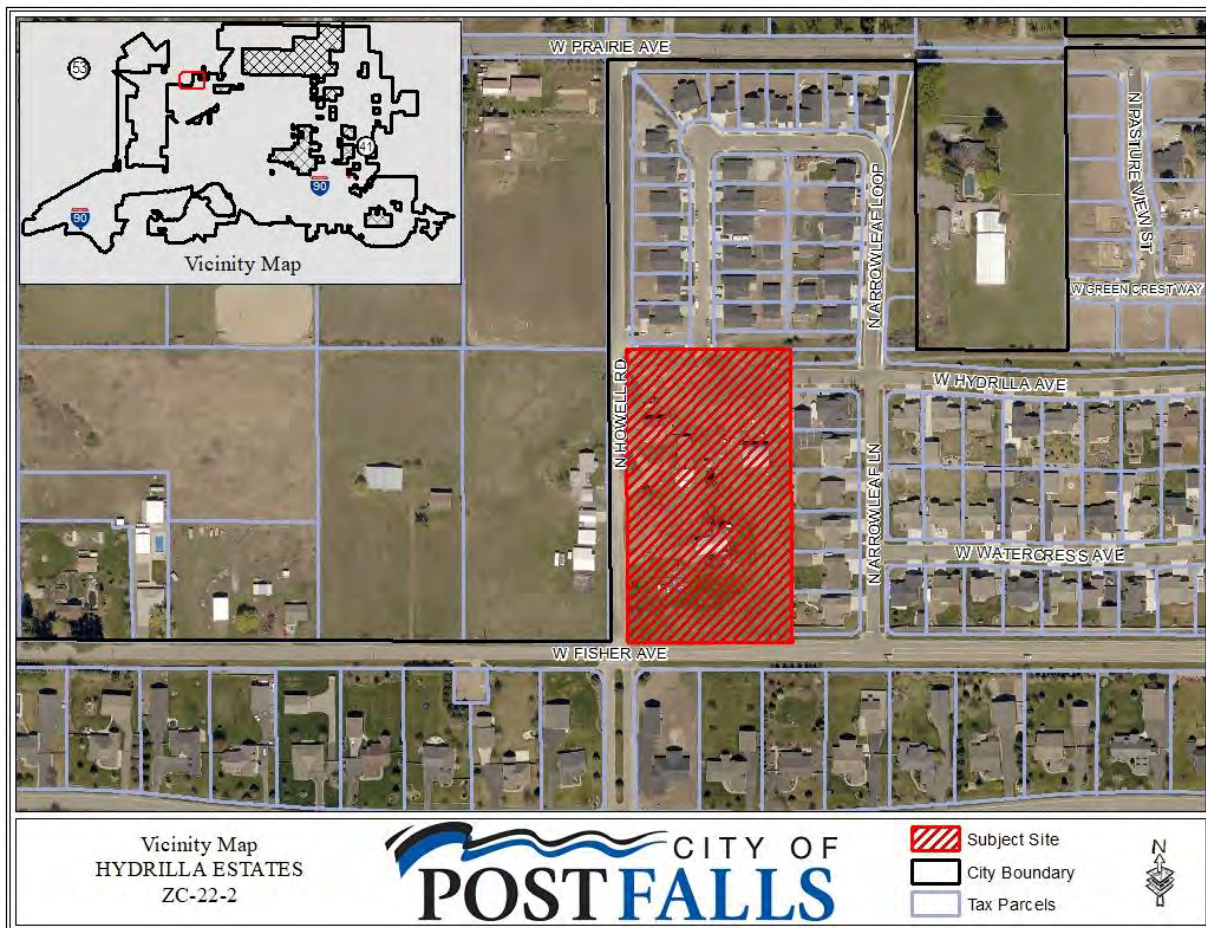 W PRAIRIE AVE
53
41
90
90
Vicinity Map
N PASTURE VIEW ST
N ARROWLEAF LOOP
W GREEN CREST WAY
N HOWELL RD
W HYDRILLA AVE
N ARROWLEAF LN
W WATERCRESS AVE
W FISHER AVE
Vicinity Map
HYDRILLA ESTATES
ZC-22-2
CITY OF
POST FALLS
Subject Site
City Boundary
Tax Parcels
N